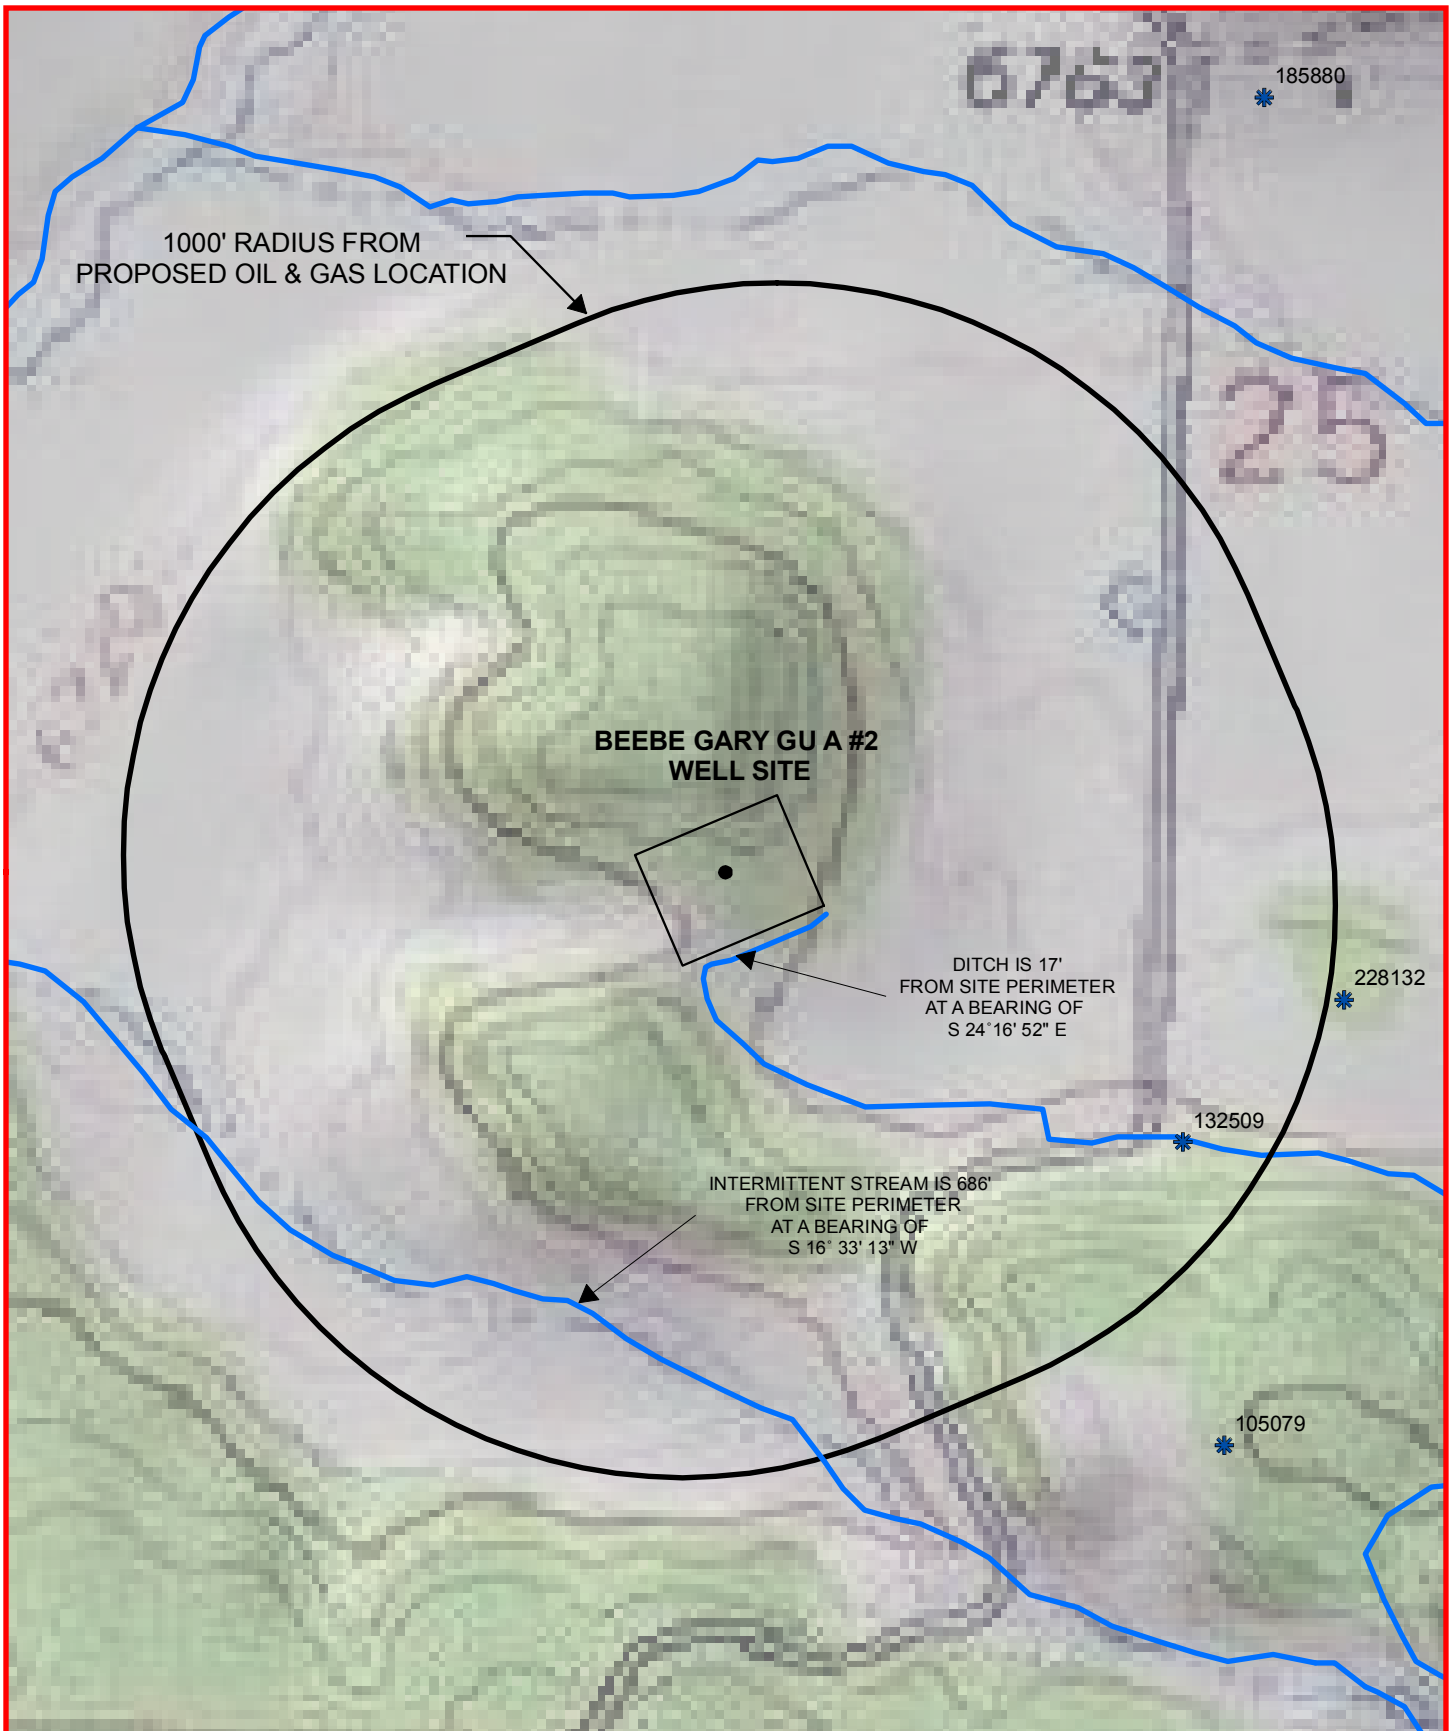 6763
185880
1000' RADIUS FROM
PROPOSED OIL & GAS LOCATION
25
BEEBE GARY GU A #2
WELL SITE
DITCH IS 17'
FROM SITE PERIMETER
AT A BEARING OF
S 24°16' 52" E
228132
132509
INTERMITTENT STREAM IS 686'
FROM SITE PERIMETER
AT A BEARING OF
S 16° 33' 13" W
105079